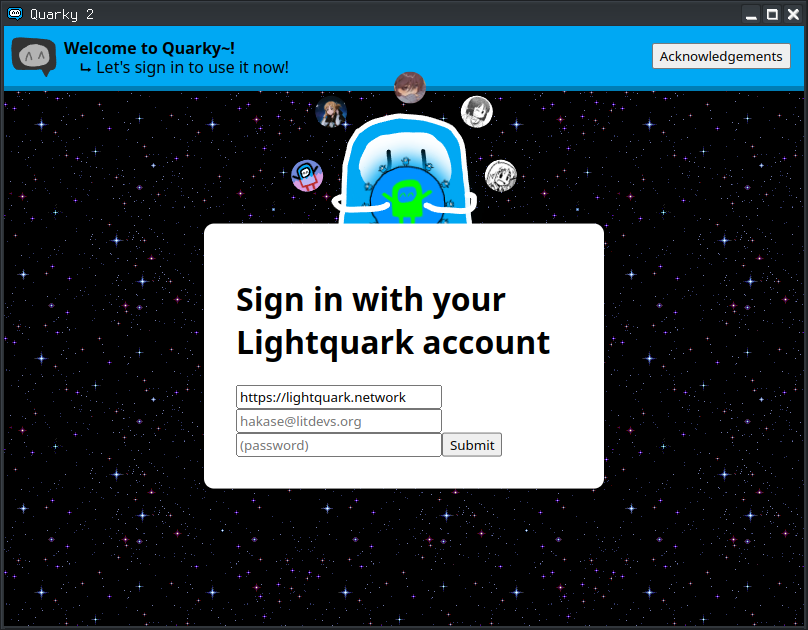 Quarky 2
Welcome to Quarky~!
↳ Let's sign in to use it now!
Acknowledgements
Sign in with your
Lightquark account
https://lightquark.network
hakase@litdevs.org
(password)
Submit